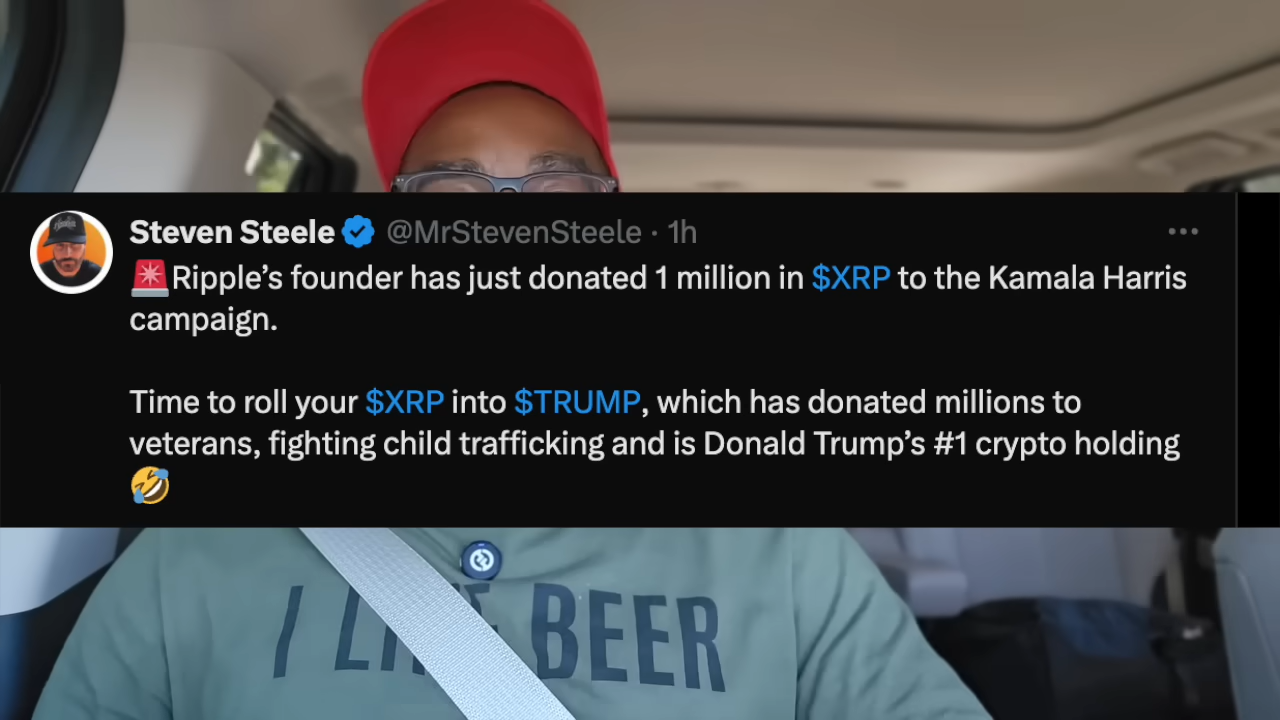 Steven Steele @MrStevenSteele · 1h
🚨Ripple’s founder has just donated 1 million in $XRP to the Kamala Harris
campaign.
Time to roll your $XRP into $TRUMP, which has donated millions to
veterans, fighting child trafficking and is Donald Trump’s #1 crypto holding
🤣
I LIKE BEER